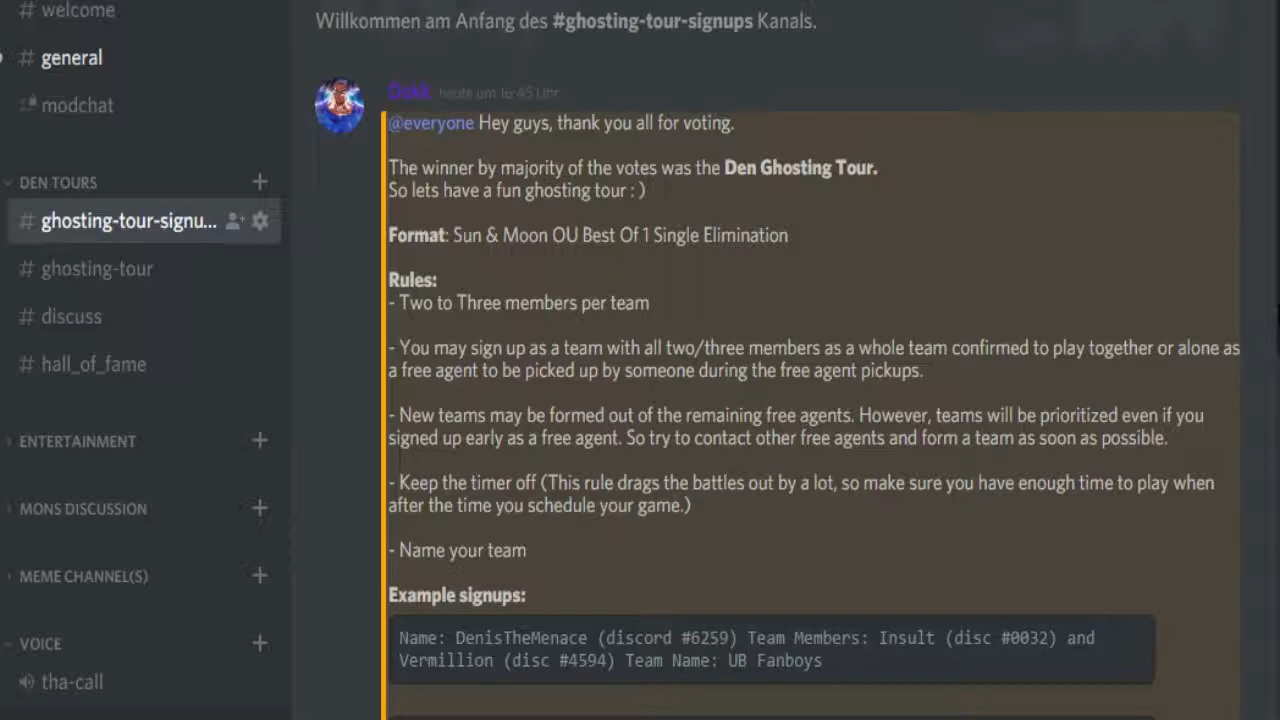 # welcome
# general
modchat
DEN TOURS +
# ghosting-tour-signu...
# ghosting-tour
# discuss
# hall_of_fame
ENTERTAINMENT +
MONS DISCUSSION +
MEME CHANNEL(S) +
VOICE +
tha-call
Willkommen am Anfang des #ghosting-tour-signups Kanals.
heute um 16:45 Uhr
@everyone Hey guys, thank you all for voting.
The winner by majority of the votes was the Den Ghosting Tour.
So lets have a fun ghosting tour : )
Format: Sun & Moon OU Best Of 1 Single Elimination
Rules:
- Two to Three members per team
- You may sign up as a team with all two/three members as a whole team confirmed to play together or alone as
a free agent to be picked up by someone during the free agent pickups.
- New teams may be formed out of the remaining free agents. However, teams will be prioritized even if you
signed up early as a free agent. So try to contact other free agents and form a team as soon as possible.
- Keep the timer off (This rule drags the battles out by a lot, so make sure you have enough time to play when
after the time you schedule your game.)
- Name your team
Example signups:
Name: DenisTheMenace (discord #6259) Team Members: Insult (disc #0032) and
Vermillion (disc #4594) Team Name: UB Fanboys